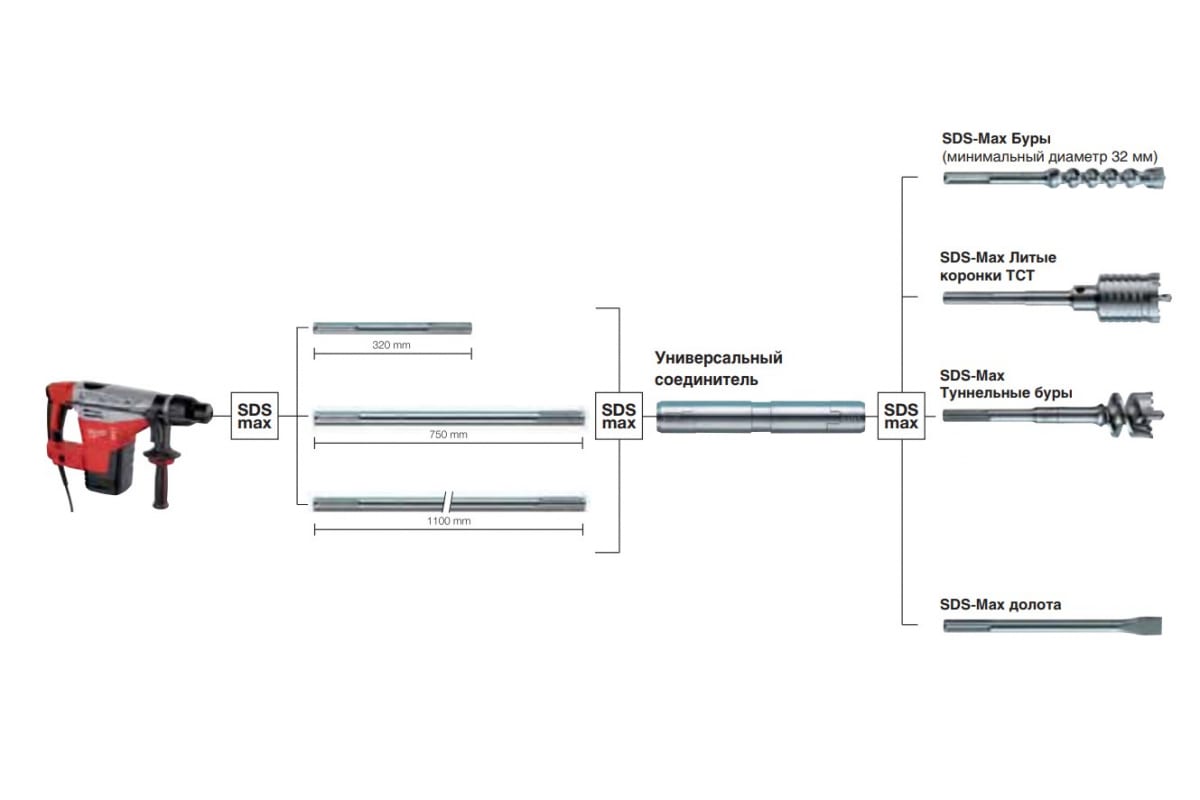 SDS-Max Буры
(минимальный диаметр 32 мм)
SDS-Max Литые
коронки ТСТ
320 mm
Универсальный
соединитель
SDS-Max
Туннельные буры
SDS
max
750 mm
SDS
max
SDS
max
1100 mm
SDS-Max долота